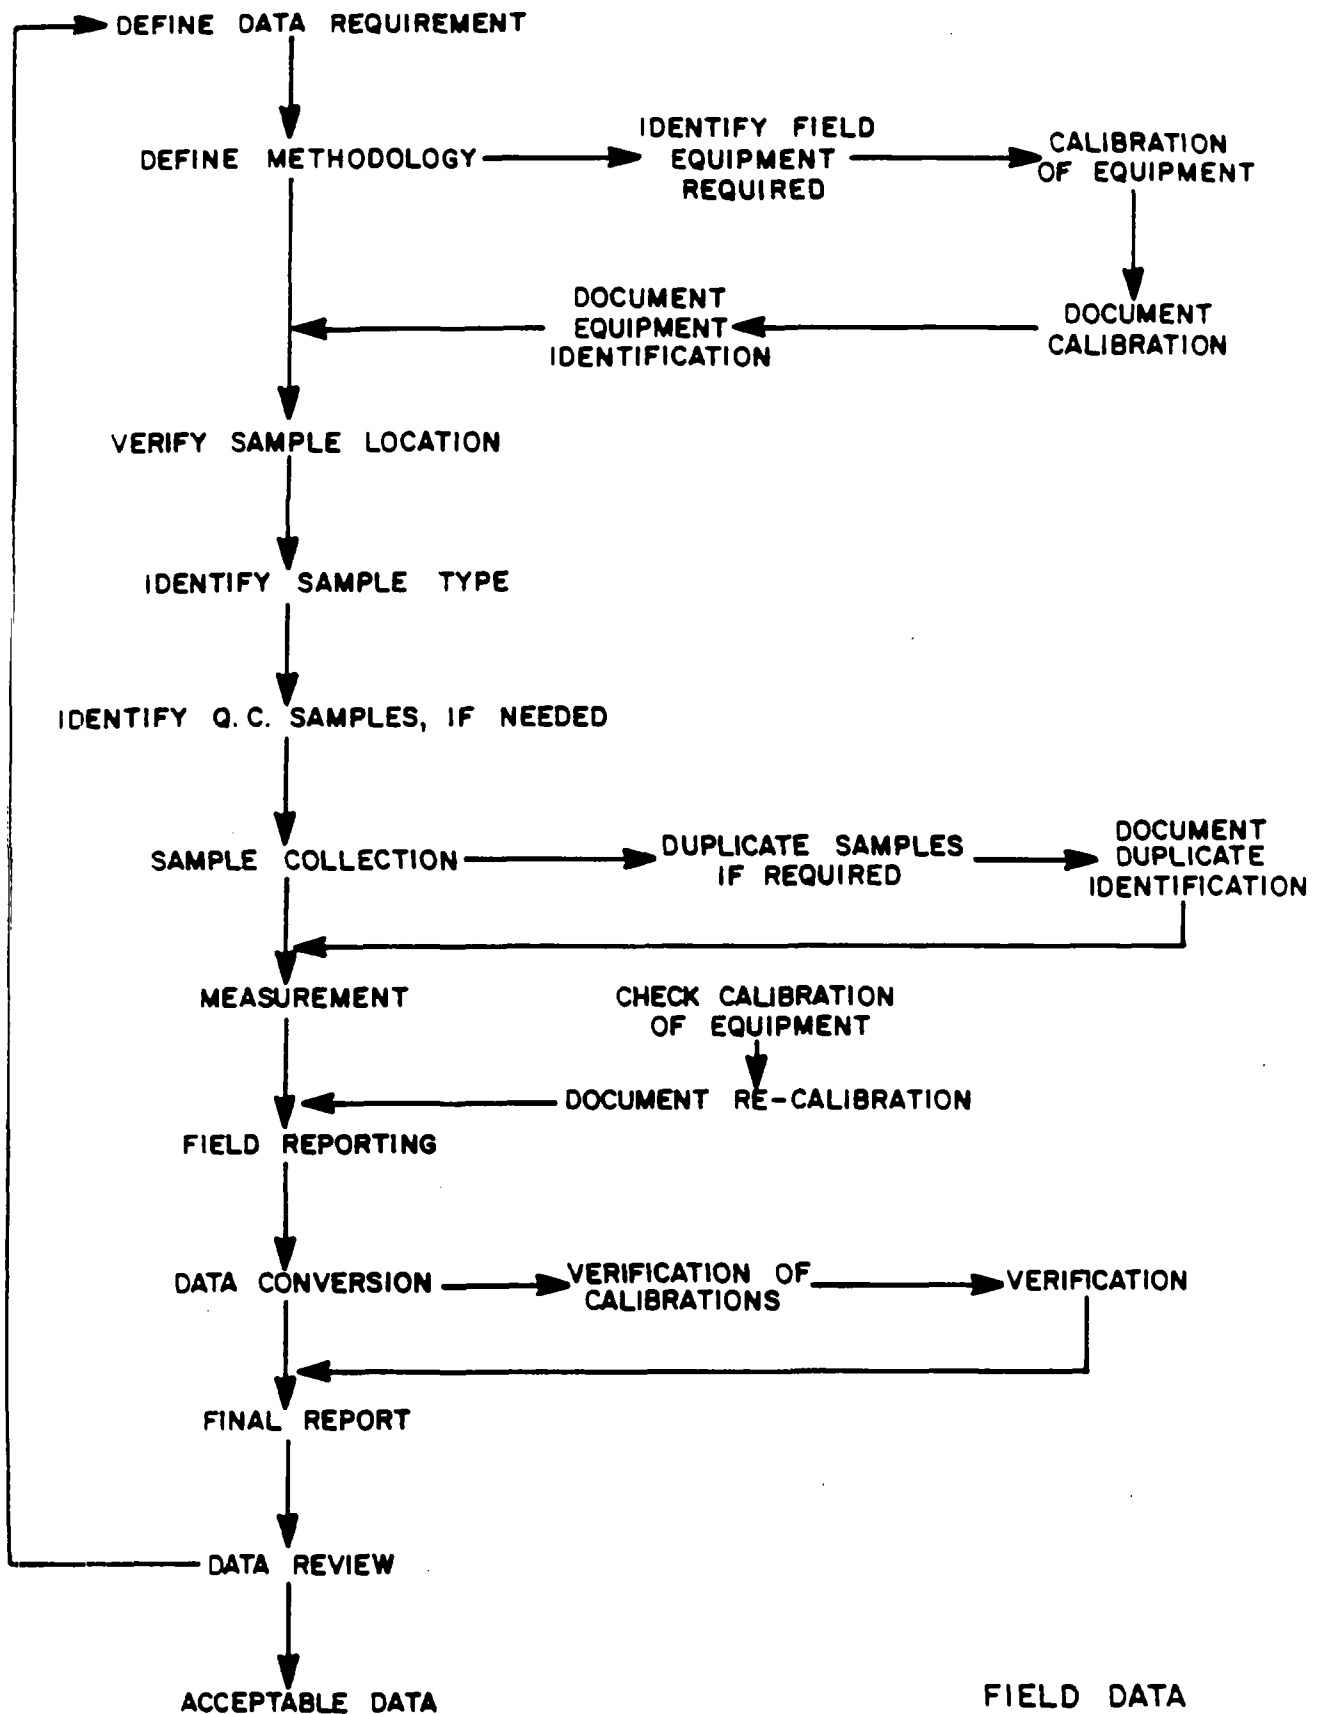 DEFINE DATA REQUIREMENT
DEFINE METHODOLOGY
IDENTIFY FIELD
EQUIPMENT
REQUIRED
CALIBRATION
OF EQUIPMENT
DOCUMENT
EQUIPMENT
IDENTIFICATION
DOCUMENT
CALIBRATION
VERIFY SAMPLE LOCATION
IDENTIFY SAMPLE TYPE
IDENTIFY Q.C. SAMPLES, IF NEEDED
SAMPLE COLLECTION
DUPLICATE SAMPLES
IF REQUIRED
DOCUMENT
DUPLICATE
IDENTIFICATION
MEASUREMENT
CHECK CALIBRATION
OF EQUIPMENT
DOCUMENT RE-CALIBRATION
FIELD REPORTING
DATA CONVERSION
VERIFICATION OF
CALIBRATIONS
VERIFICATION
FINAL REPORT
DATA REVIEW
ACCEPTABLE DATA
FIELD DATA